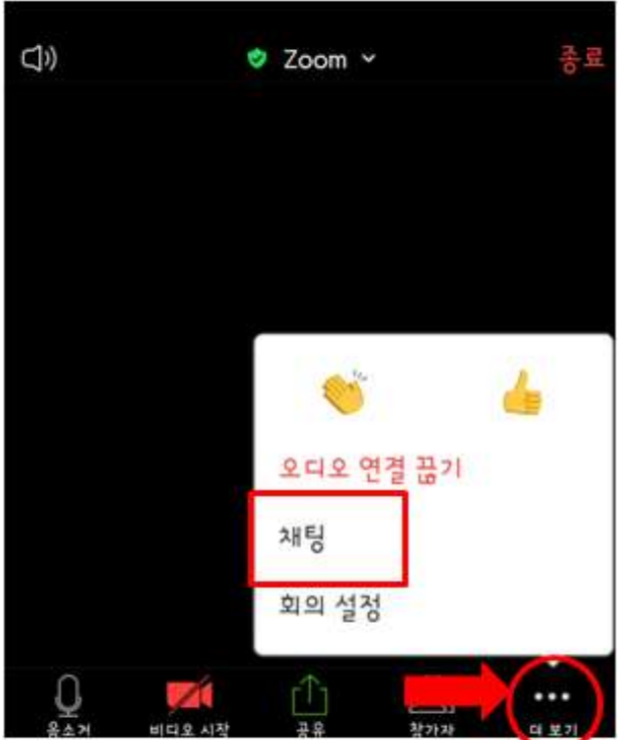 Zoom
종료
오디오 연결 끊기
채팅
회의 설정
음소거
비디오 시작
공유
참가자
더 보기